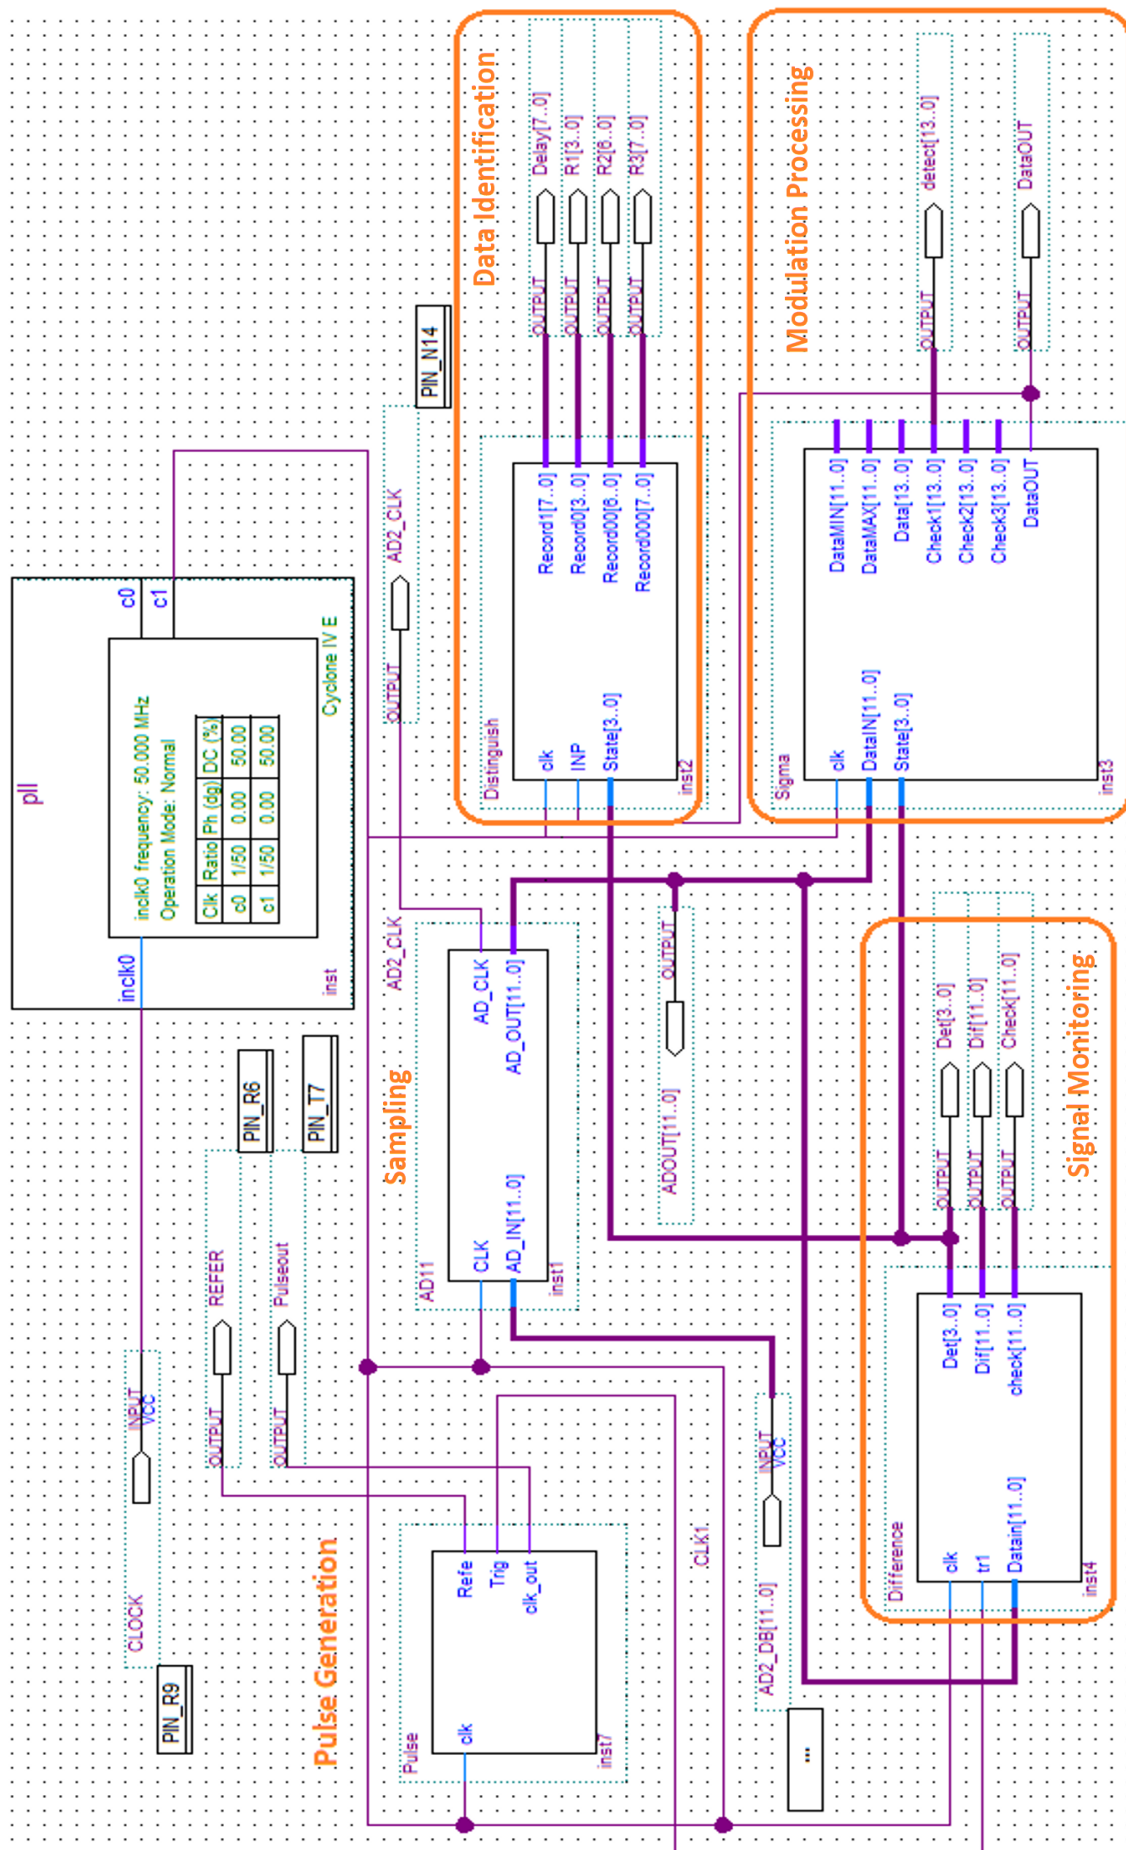 pll
inclk0
inclk0 frequency: 50.000 MHz
Operation Mode: Normal
Clk Ratio Ph (dg) DC (%)
c0 1/50 0.00 50.00
c1 1/50 0.00 50.00
c0
c1
inst
Cyclone IV E
CLOCK
INPUT
VCC
PIN_R9
OUTPUT
REFER
PIN_R6
OUTPUT
Pulseout
PIN_T7
Pulse Generation
Pulse
clk
Refe
Trig
clk_out
inst7
Sampling
AD11
CLK
AD_IN[11..0]
AD_CLK
AD_OUT[11..0]
inst1
AD2_CLK
OUTPUT
AD2_CLK
PIN_N14
CLK1
AD2_DB[11..0]
INPUT
VCC
...
ADOUT[11..0]
OUTPUT
Data Identification
Distinguish
clk
INP
State[3..0]
Record1[7..0]
Record0[3..0]
Record00[6..0]
Record000[7..0]
inst2
OUTPUT
Delay[7..0]
OUTPUT
R1[3..0]
OUTPUT
R2[6..0]
OUTPUT
R3[7..0]
Modulation Processing
Sigma
clk
DataIN[11..0]
State[3..0]
DataMIN[11..0]
DataMAX[11..0]
Data[13..0]
Check1[13..0]
Check2[13..0]
Check3[13..0]
DataOUT
inst3
OUTPUT
detect[13..0]
OUTPUT
DataOUT
Difference
clk
tr1
Datain[11..0]
Det[3..0]
Dif[11..0]
check[11..0]
inst4
OUTPUT
Det[3..0]
OUTPUT
Dif[11..0]
OUTPUT
Check[11..0]
Signal Monitoring